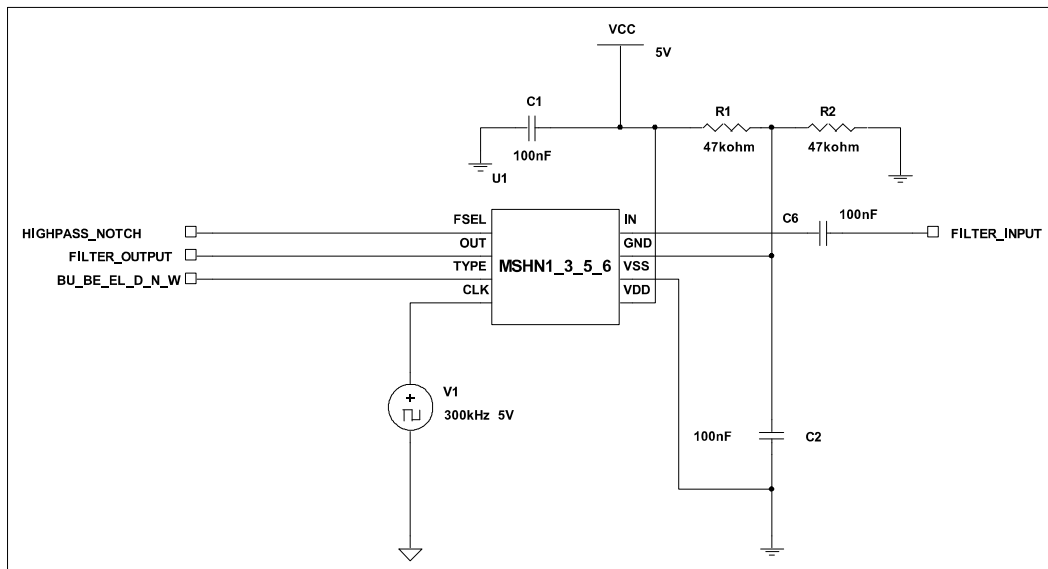 VCC
5V
C1
100nF
R1
47kohm
R2
47kohm
U1
HIGHPASS_NOTCH
FILTER_OUTPUT
BU_BE_EL_D_N_W
FSEL
OUT
TYPE
CLK
MSHN1_3_5_6
IN
GND
VSS
VDD
C6
100nF
FILTER_INPUT
V1
300kHz 5V
100nF
C2